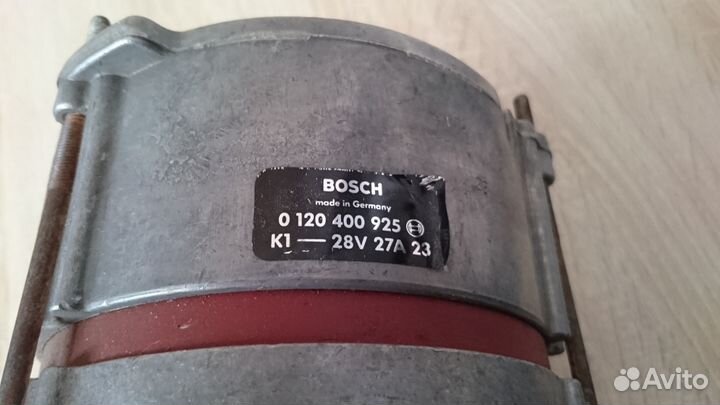 BOSCH
made in Germany
0 120 400 925
K1 — 28V 27A 23
Avito